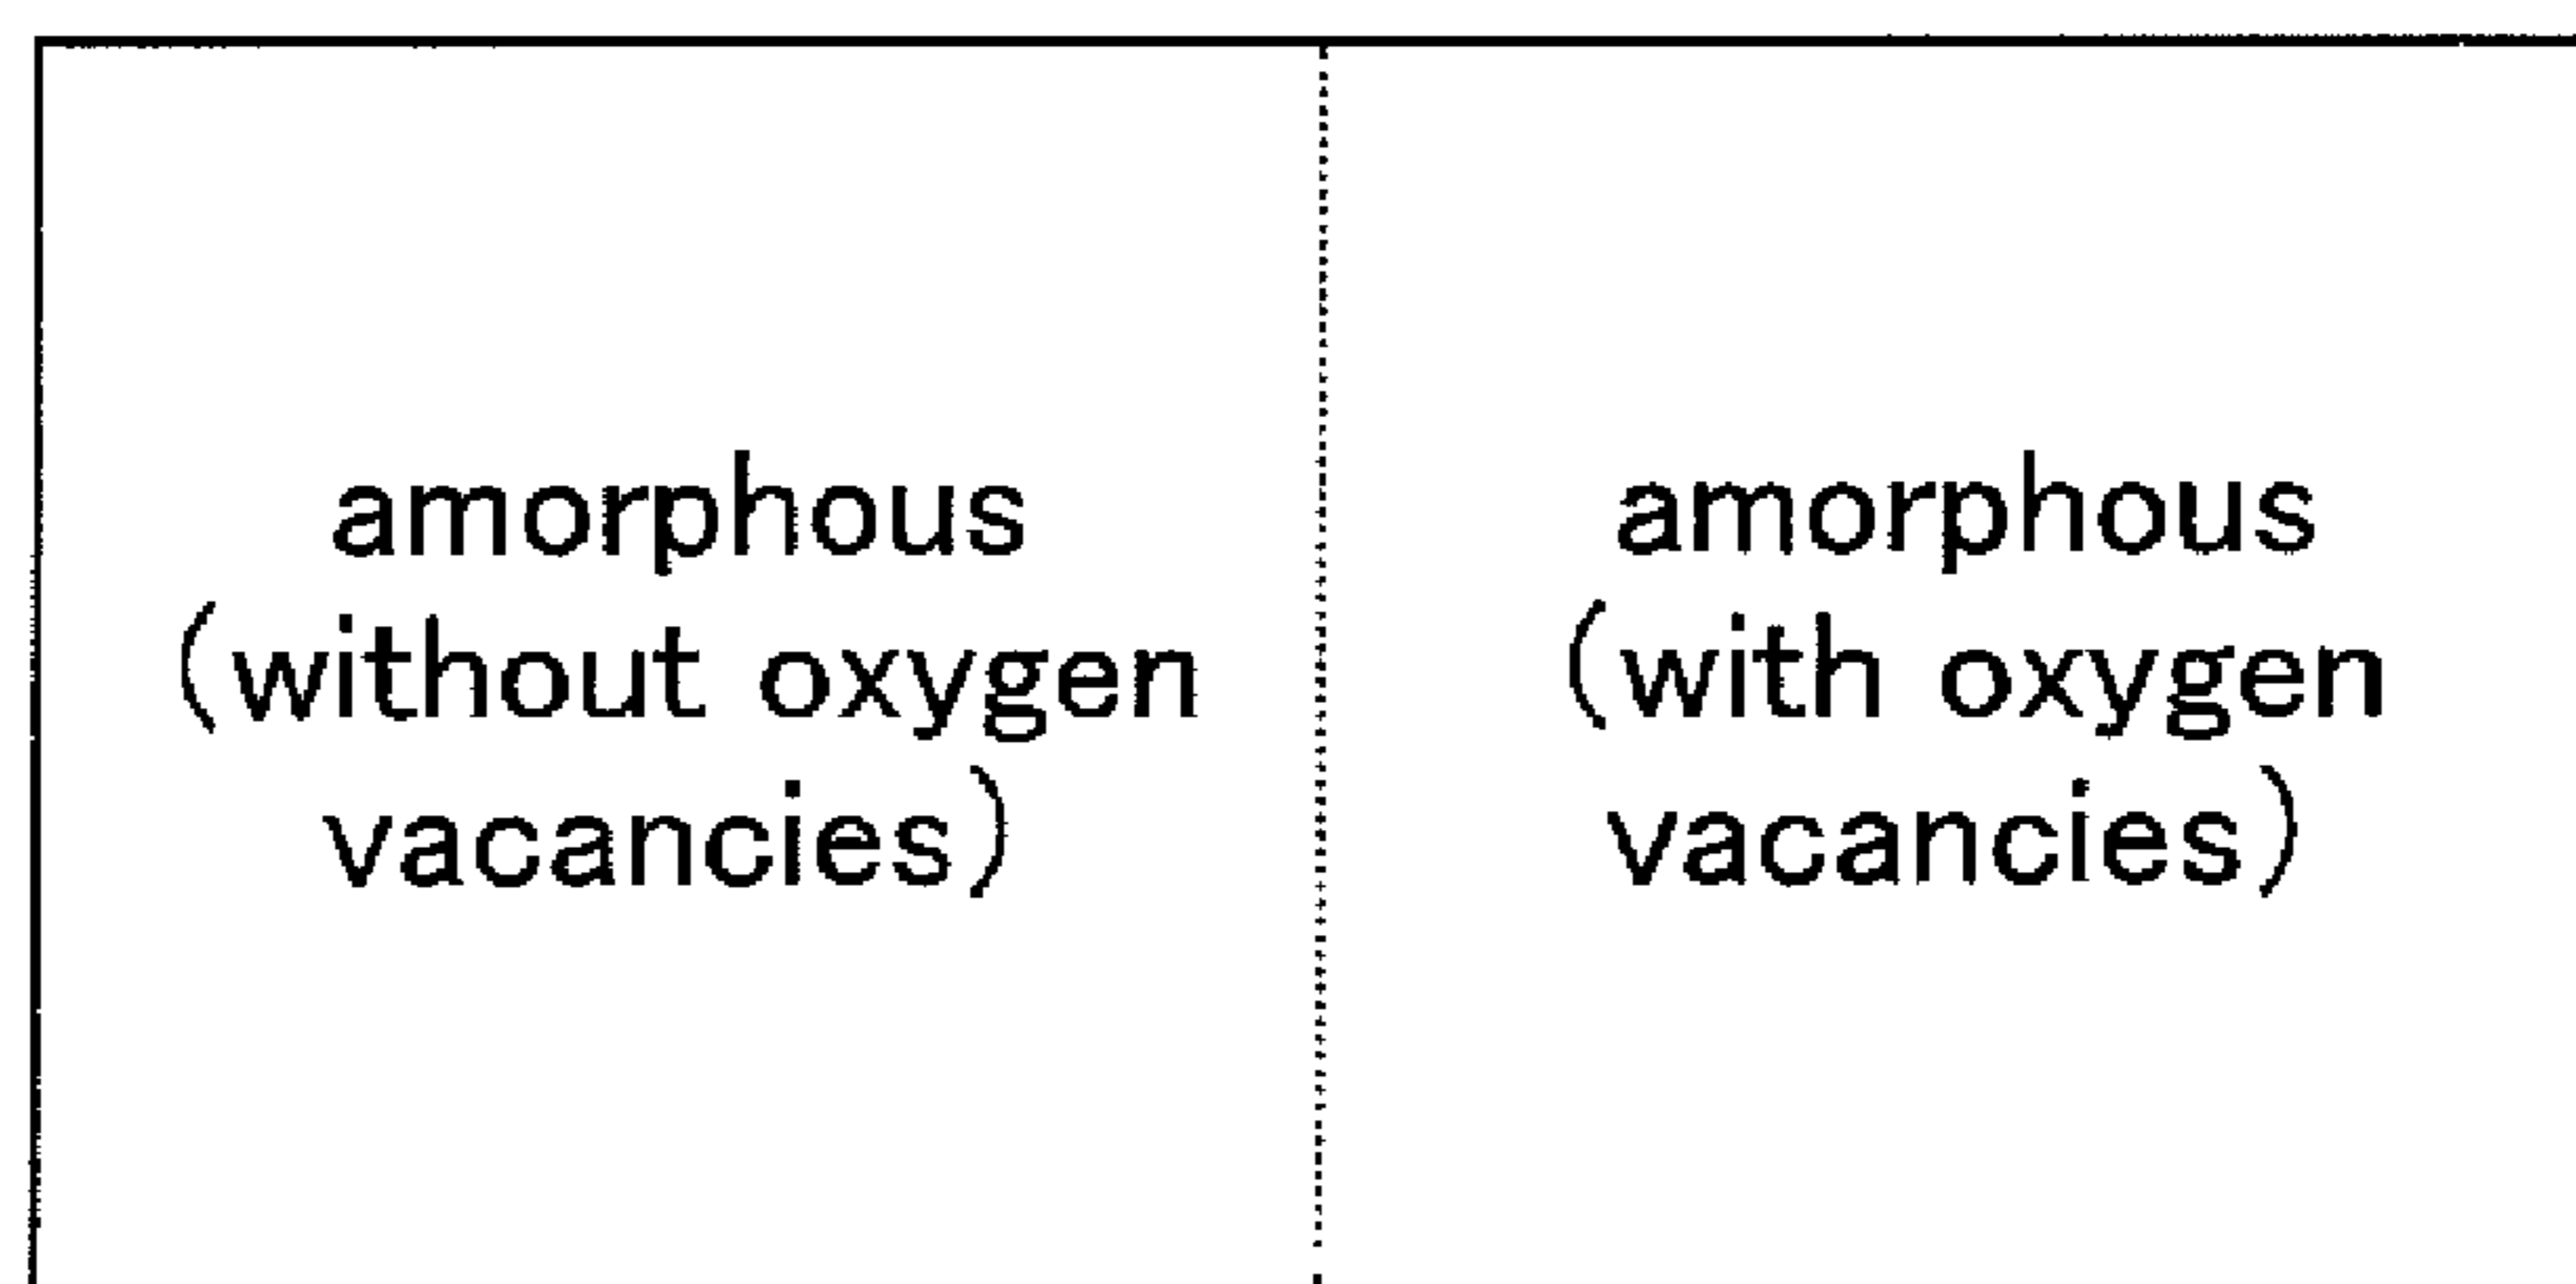 amorphous
(without oxygen
vacancies)
amorphous
(with oxygen
vacancies)